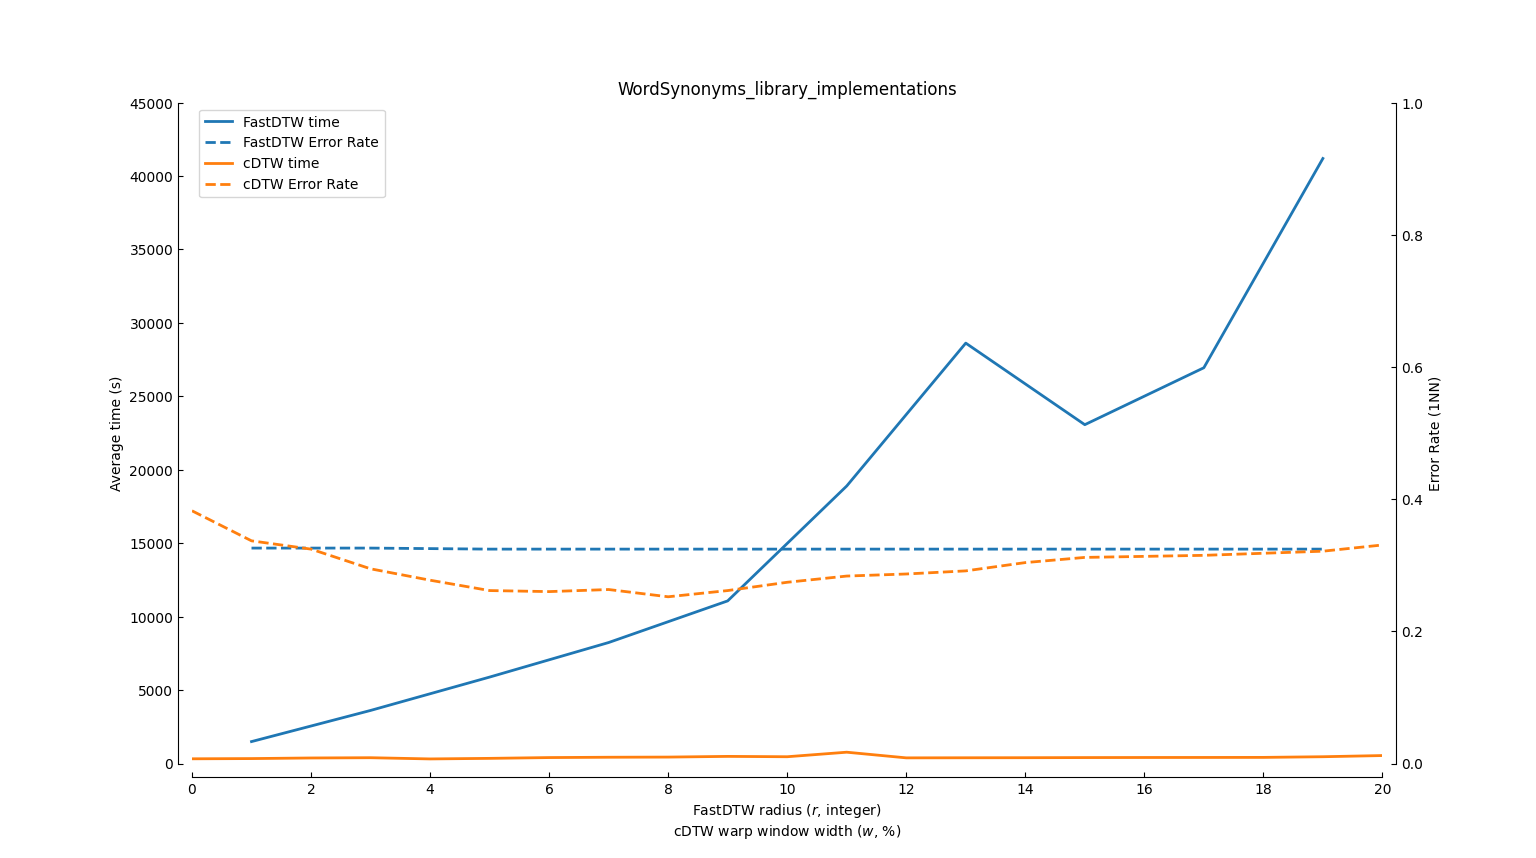 WordSynonyms_library_implementations
45000
40000
35000
30000
25000
20000
15000
10000
5000
0
Average time (s)
FastDTW time
FastDTW Error Rate
cDTW time
cDTW Error Rate
1.0
0.8
0.6
0.4
0.2
0.0
Error Rate (1NN)
0 2 4 6 8 10 12 14 16 18 20
FastDTW radius (r, integer)
cDTW warp window width (w, %)